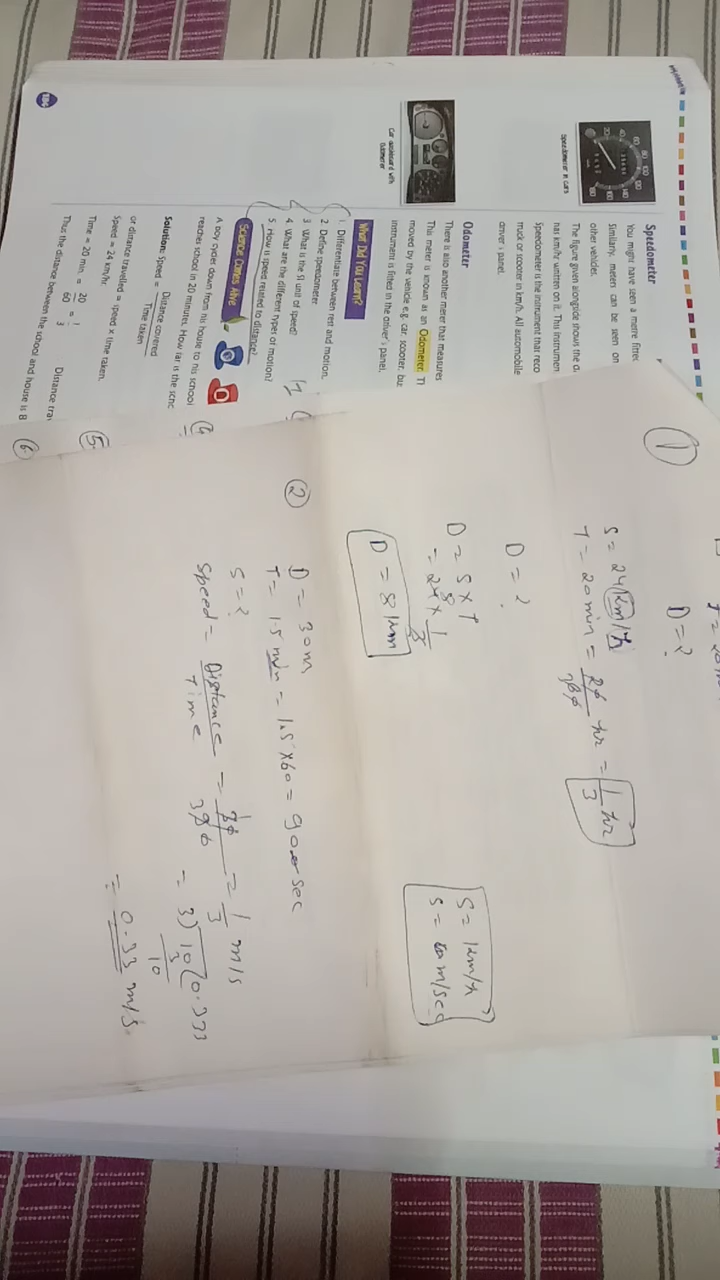 Speedometer
You might have seen a metre fitted
Similarly, meters can be seen on
other vehicles.
The figure given alongside shows the
has km/hr written on it. This instrumen
Speedometer is the instrument that reco
truck or scooter in km/h. All automobile
driver's panel.
Speedometer in cars
Odometer
There is also another meter that measures
This meter is known as an Odometer.
moved by the vehicle e.g. car, scooter, bus
instrument is fitted in the driver's panel.
Car dashboard with
Odometer
What Did You Learn?
1. Differentiate between rest and motion.
2. Define speedometer
3. What is the SI unit of speed?
4. What are the different types of motion?
5. How is speed related to distance?
Science Comes Alive
A boy cycles down from his house to his school
reaches school in 20 minutes. How far is the
Solution: Speed = Distance covered
Time taken
or distance travelled = speed × time taken.
Speed = 24 km/hr
Distance
Time = 20 min. = 20/60 = 1/3
Thus the distance between the school and house is 8
184
D = ?
①
S = 24 km/h
T = 20 min = 20/60 hr = 1/3 hr
D = ?
D = S × T
= 24 × 1/3
D = 8 km
S = km/h
S = m/sec
②
D = 30m
T = 1.5 min = 1.5 × 60 = 90 sec
S = ?
Speed = Distance/Time = 30/90 = 1/3 m/s
= 3)10(0.333
10
= 0.33 m/s
④
⑤
⑥